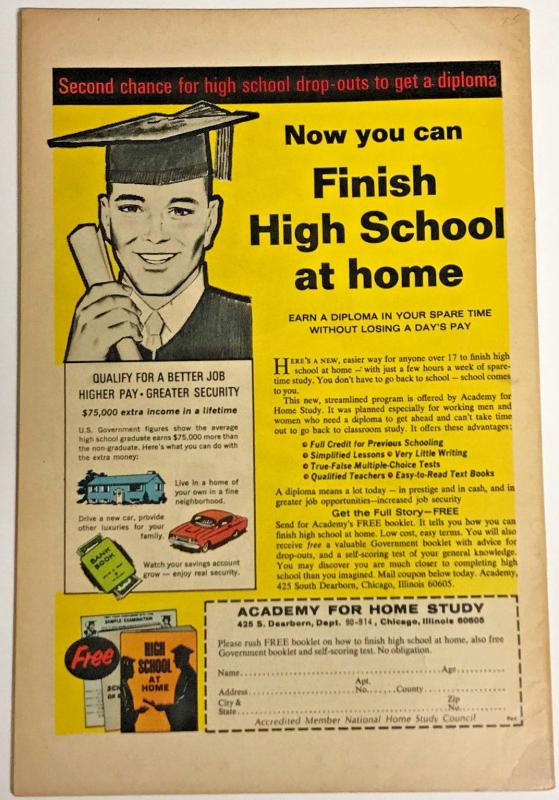 Second chance for high school drop-outs to get a diploma
Now you can
Finish
High School
at home
EARN A DIPLOMA IN YOUR SPARE TIME
WITHOUT LOSING A DAY'S PAY
HERE'S A NEW, easier way for anyone over 17 to finish high
school at home — with just a few hours a week of spare-
time study. You don't have to go back to school — school comes
to you.
This new, streamlined program is offered by Academy for
Home Study. It was planned especially for working men and
women who need a diploma to get ahead and can't take time
out to go back to classroom study. It offers these advantages:
Full Credit for Previous Schooling
Simplified Lessons Very Little Writing
True-False Multiple-Choice Tests
Qualified Teachers Easy-to-Read Text Books
A diploma means a lot today — in prestige and in cash, and in
greater job opportunities—increased job security
Get the Full Story—FREE
Send for Academy's FREE booklet. It tells you how you can
finish high school at home. Low cost, easy terms. You will also
receive free a valuable Government booklet with advice for
drop-outs, and a self-scoring test of your general knowledge.
You may discover you are much closer to completing high
school than you imagined. Mail coupon below today. Academy,
425 South Dearborn, Chicago, Illinois 60605.
QUALIFY FOR A BETTER JOB
HIGHER PAY • GREATER SECURITY
$75,000 extra income in a lifetime
U.S. Government figures show the average
high school graduate earns $75,000 more than
the non-graduate. Here's what you can do with
the extra money:
Live in a home of
your own in a fine
neighborhood.
Drive a new car, provide
other luxuries for your
family.
BANK
BOOK
Watch your savings account
grow — enjoy real security.
SAMPLE EXAMINATION
Free
HIGH
SCHOOL
AT
HOME
ACADEMY FOR HOME STUDY
425 S. Dearborn, Dept. 90-914, Chicago, Illinois 60605
Please rush FREE booklet on how to finish high school at home, also free
Government booklet and self-scoring test. No obligation.
Name Age
Address Apt. No. County
City & State Zip No.
Accredited Member National Home Study Council